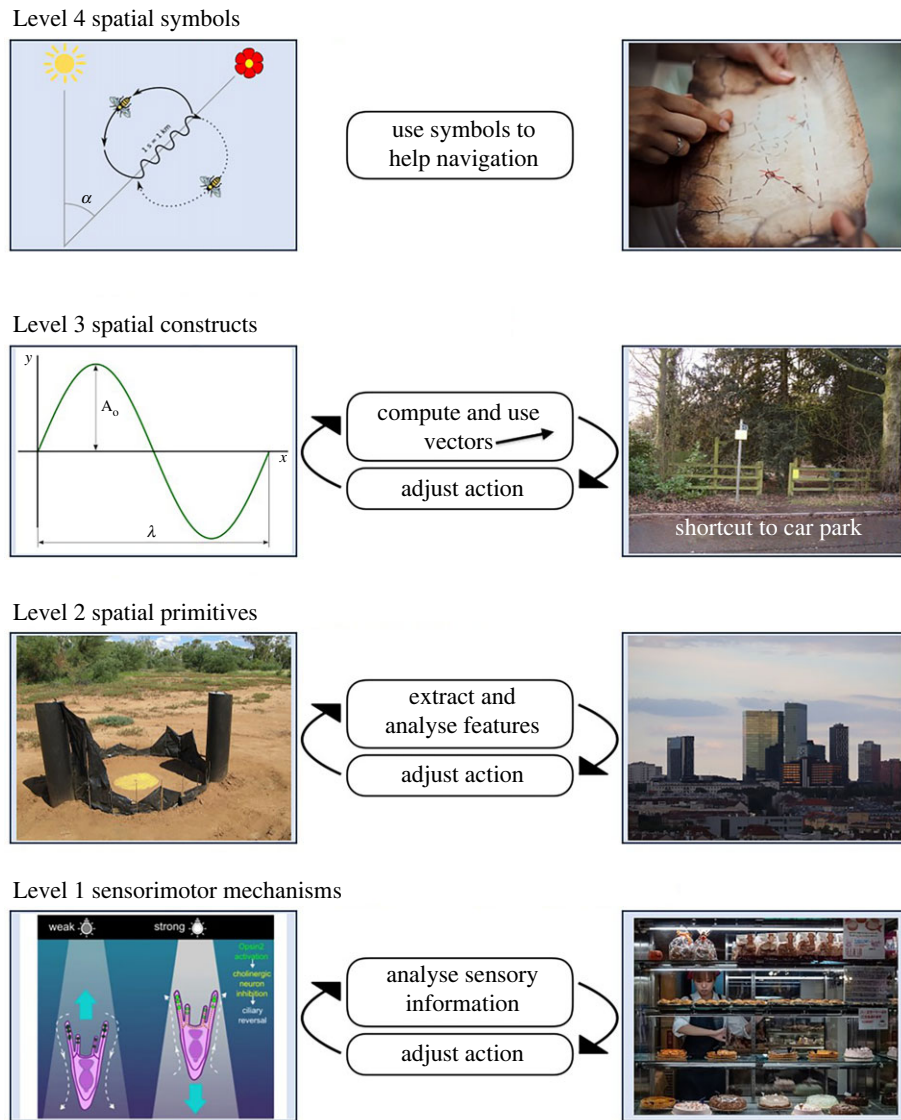 Level 4 spatial symbols
1 s = 1 km
α
use symbols to
help navigation
Level 3 spatial constructs
y
A₀
x
λ
compute and use
vectors
adjust action
shortcut to car park
Level 2 spatial primitives
extract and
analyse features
adjust action
Level 1 sensorimotor mechanisms
weak
strong
Opsin2
activation
cholinergic
neuron
inhibition
ciliary
reversal
analyse sensory
information
adjust action